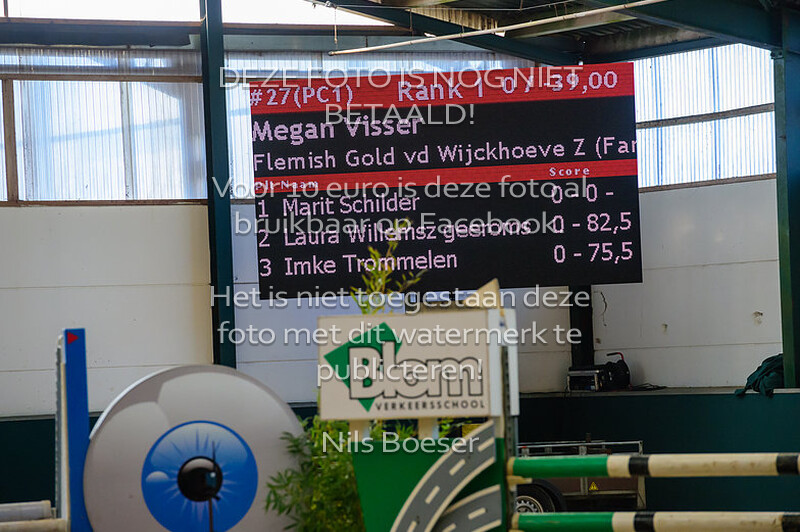 DEZE FOTO IS NOG NIET
BETAALD!
#27(PC1) Rank 1 0 / 59,00
Megan Visser
Flemish Gold vd Wijckhoeve Z (Far
Naam Score
1 Marit Schilder 0 - 0 -
2 Laura Willemsz geeroms 0 - 82,5
3 Imke Trommelen 0 - 75,5
Voor 10 euro is deze foto al
bruikbaar op Facebook!
Het is niet toegestaan deze
foto met dit watermerk te
publiceren!
Blom
VERKEERSSCHOOL
Nils Boeser